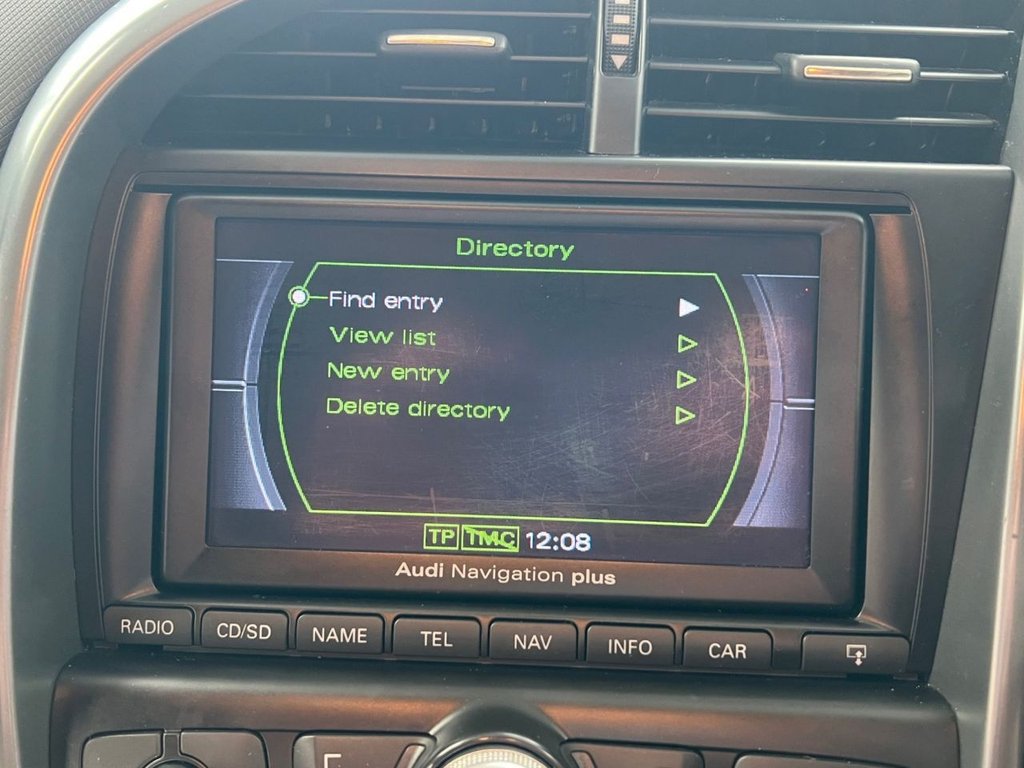 Directory
Find entry
View list
New entry
Delete directory
TP TMC 12:08
Audi Navigation plus
RADIO CD/SD NAME TEL NAV INFO CAR